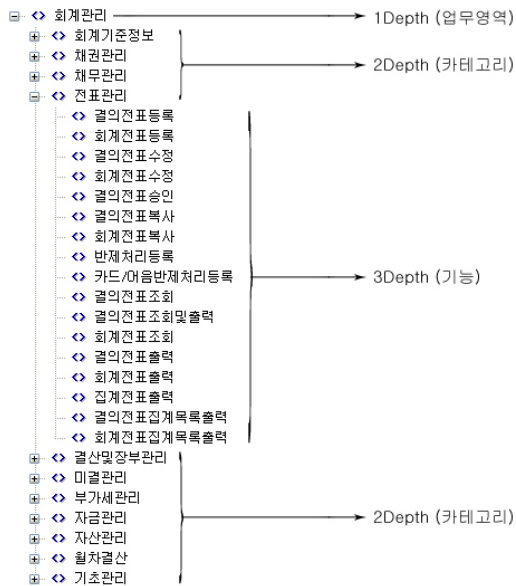 회계관리 1Depth (업무영역)
회계기준정보
채권관리 2Depth (카테고리)
채무관리
전표관리
결의전표등록
회계전표등록
결의전표수정
회계전표수정
결의전표승인
결의전표복사
회계전표복사
반제처리등록
카드/어음반제처리등록 3Depth (기능)
결의전표조회
결의전표조회및출력
회계전표조회
결의전표출력
회계전표출력
집계전표출력
결의전표집계목록출력
회계전표집계목록출력
결산및장부관리
미결관리
부가세관리
자금관리 2Depth (카테고리)
자산관리
월차결산
기초관리